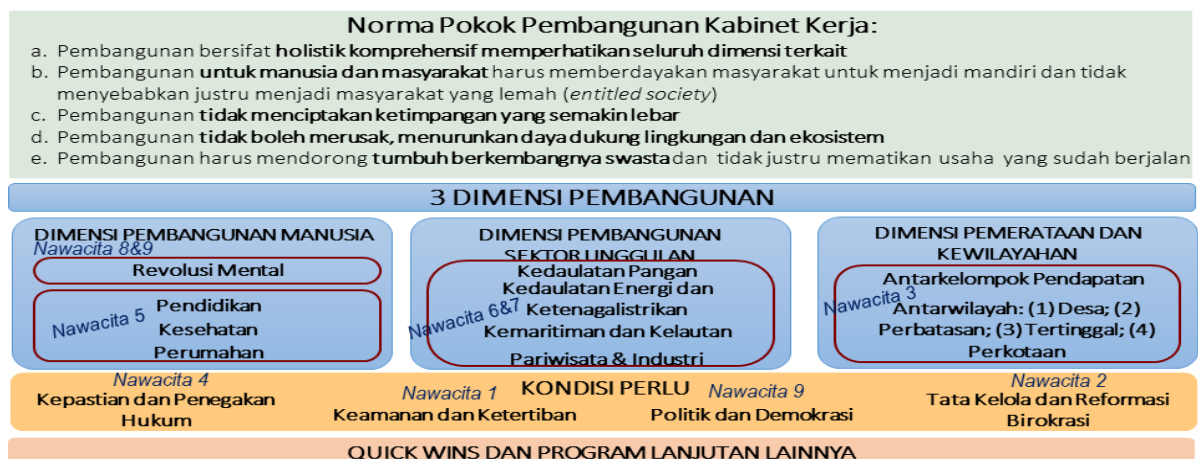 Norma Pokok Pembangunan Kabinet Kerja:
a. Pembangunan bersifat holistik komprehensif memperhatikan seluruh dimensi terkait
b. Pembangunan untuk manusia dan masyarakat harus memberdayakan masyarakat untuk menjadi mandiri dan tidak
menyebabkan justru menjadi masyarakat yang lemah (entitled society)
c. Pembangunan tidak menciptakan ketimpangan yang semakin lebar
d. Pembangunan tidak boleh merusak, menurunkan daya dukung lingkungan dan ekosistem
e. Pembangunan harus mendorong tumbuh berkembangnya swasta dan tidak justru mematikan usaha yang sudah berjalan
3 DIMENSI PEMBANGUNAN
DIMENSI PEMBANGUNAN MANUSIA
Nawacita 8&9
Revolusi Mental
Pendidikan
Nawacita 5
Kesehatan
Perumahan
DIMENSI PEMBANGUNAN
SEKTOR UNGGULAN
Kedaulatan Pangan
Kedaulatan Energi dan
Ketenagalistrikan
Nawacita 6&7
Kemaritiman dan Kelautan
Pariwisata & Industri
DIMENSI PEMERATAAN DAN
KEWILAYAHAN
Antarkelompok Pendapatan
Nawacita 3
Antarwilayah: (1) Desa; (2)
Perbatasan; (3) Tertinggal; (4)
Perkotaan
KONDISI PERLU
Nawacita 4
Kepastian dan Penegakan
Hukum
Nawacita 1
Keamanan dan Ketertiban
Nawacita 9
Politik dan Demokrasi
Nawacita 2
Tata Kelola dan Reformasi
Birokrasi
QUICK WINS DAN PROGRAM LANJUTAN LAINNYA